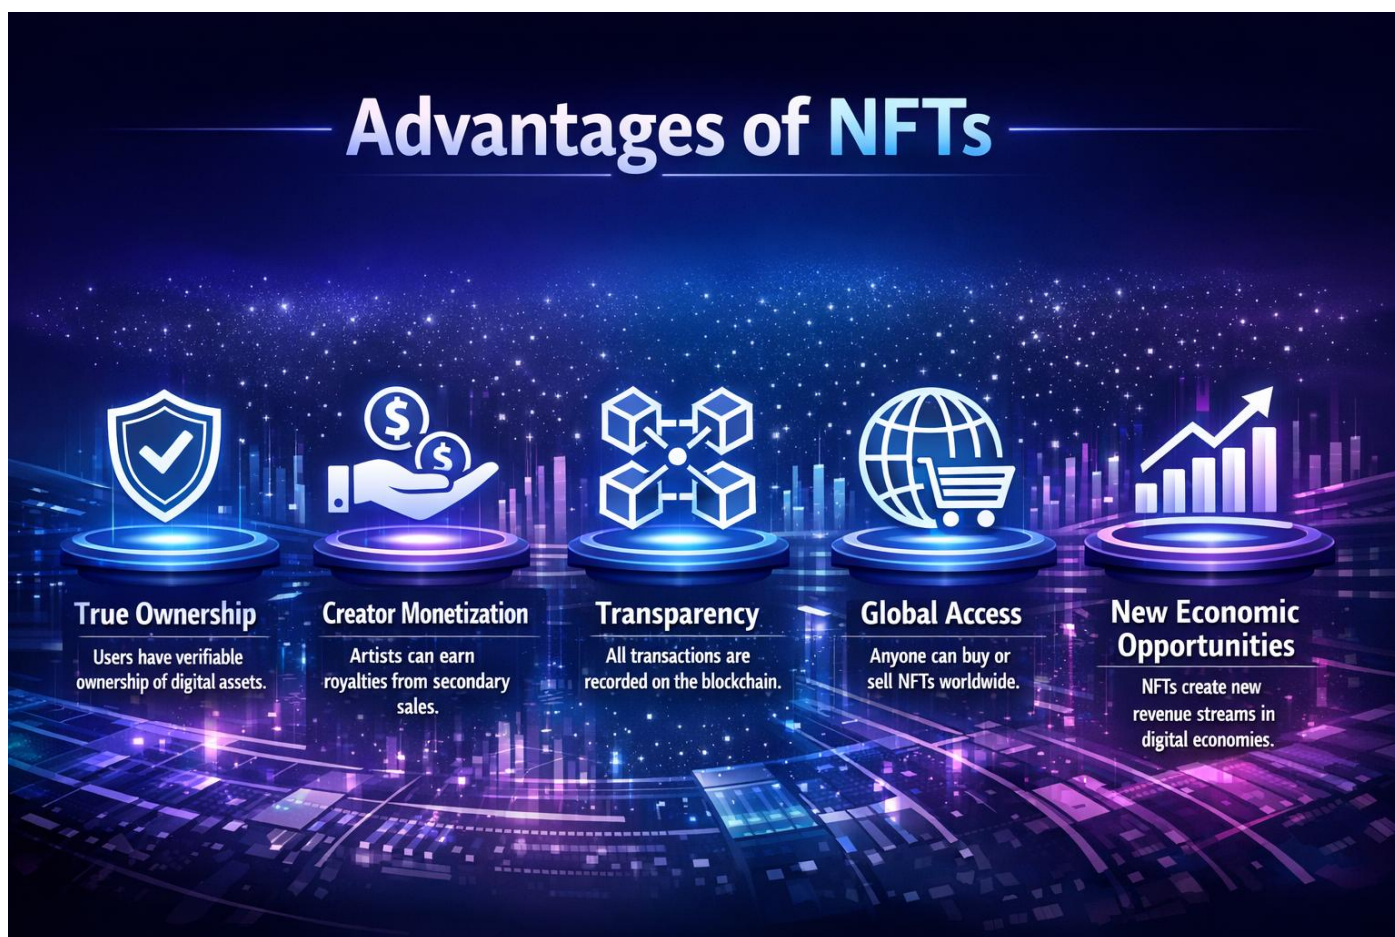 Advantages of NFTs
$
$
True Ownership
Users have verifiable
ownership of digital assets.
Creator Monetization
Artists can earn
royalties from secondary
sales.
Transparency
All transactions are
recorded on the blockchain.
Global Access
Anyone can buy or
sell NFTs worldwide.
New Economic
Opportunities
NFTs create new
revenue streams in
digital economies.